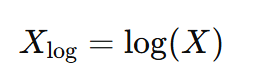 X_log = log(X)